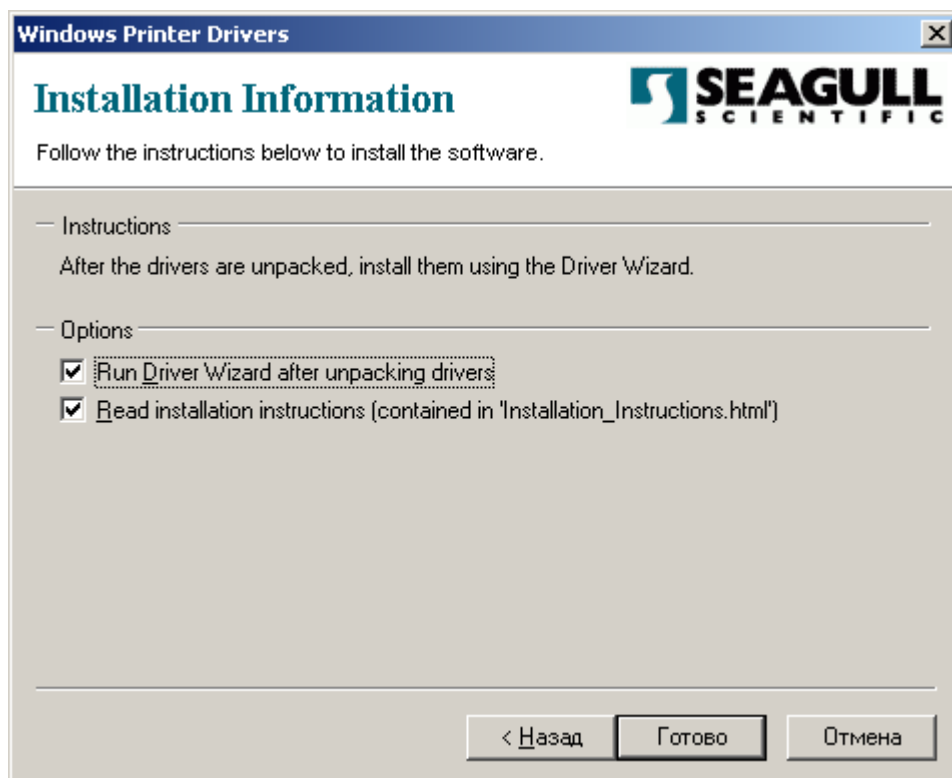 Windows Printer Drivers
Installation Information
SEAGULL
SCIENTIFIC
Follow the instructions below to install the software.
Instructions
After the drivers are unpacked, install them using the Driver Wizard.
Options
Run Driver Wizard after unpacking drivers
Read installation instructions (contained in 'Installation_Instructions.html')
< Назад Готово Отмена